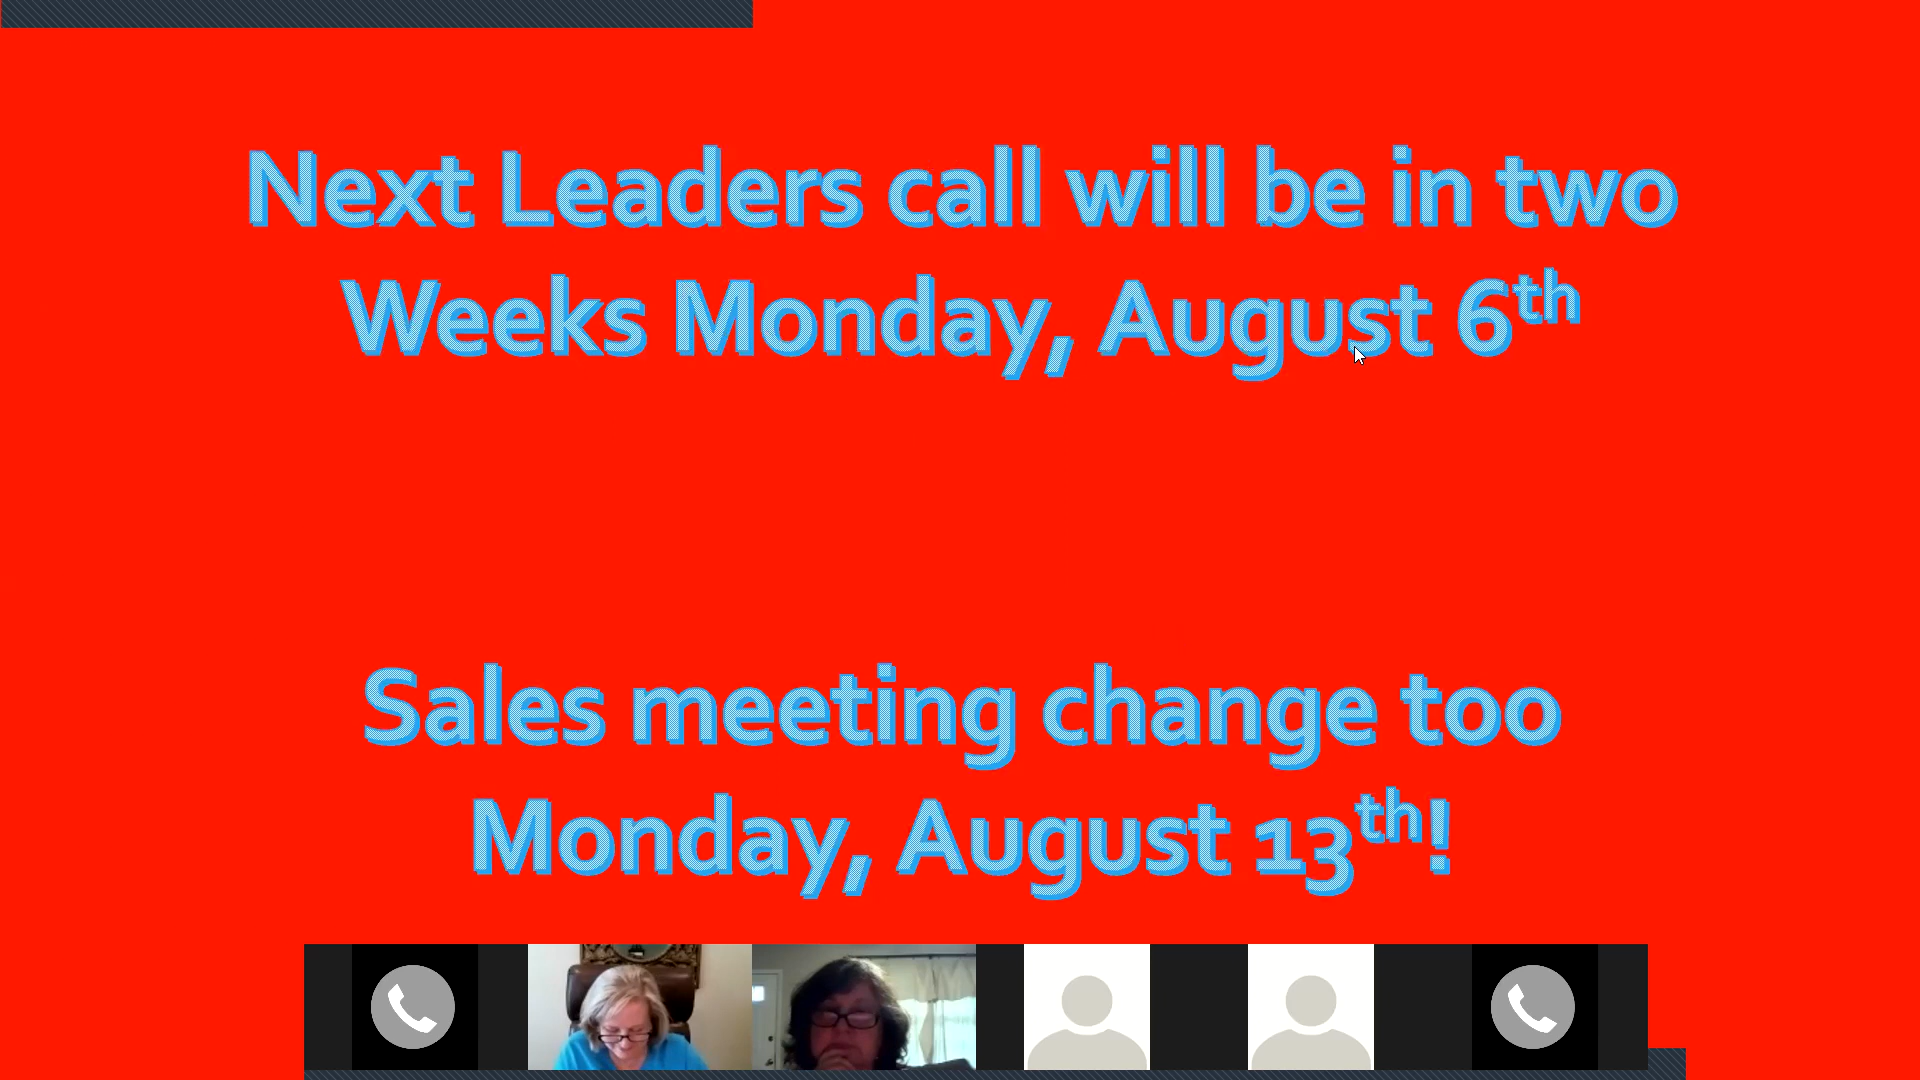 Next Leaders call will be in two
Weeks Monday, August 6th
Sales meeting change too
Monday, August 13th!